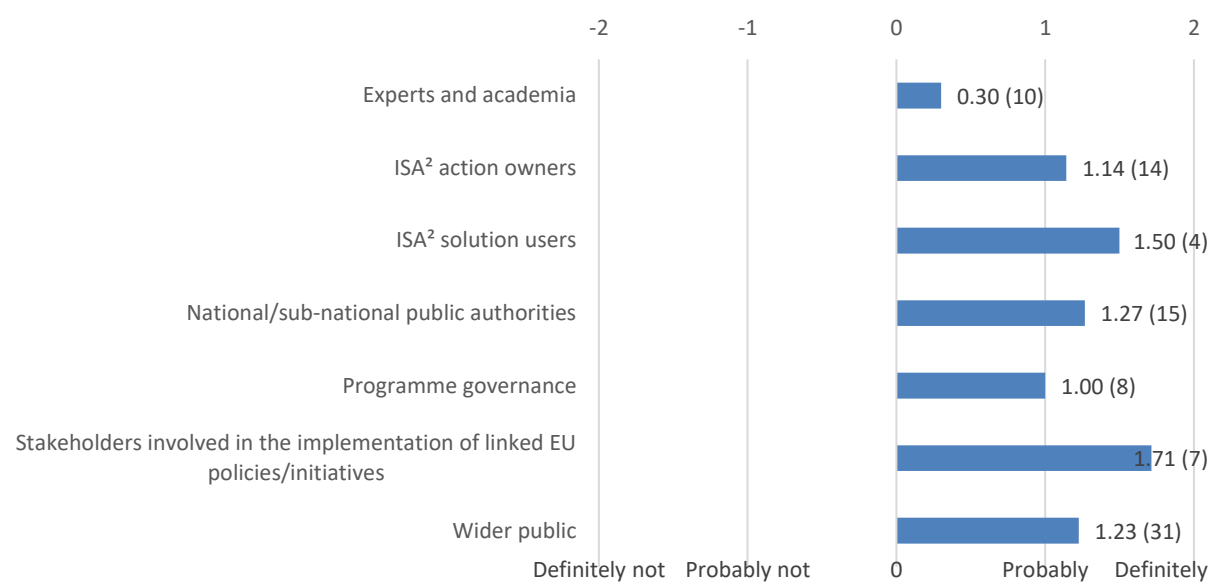 -2 -1 0 1 2
Experts and academia 0.30 (10)
ISA² action owners 1.14 (14)
ISA² solution users 1.50 (4)
National/sub-national public authorities 1.27 (15)
Programme governance 1.00 (8)
Stakeholders involved in the implementation of linked EU
policies/initiatives 1.71 (7)
Wider public 1.23 (31)
Definitely not Probably not 0 Probably Definitely